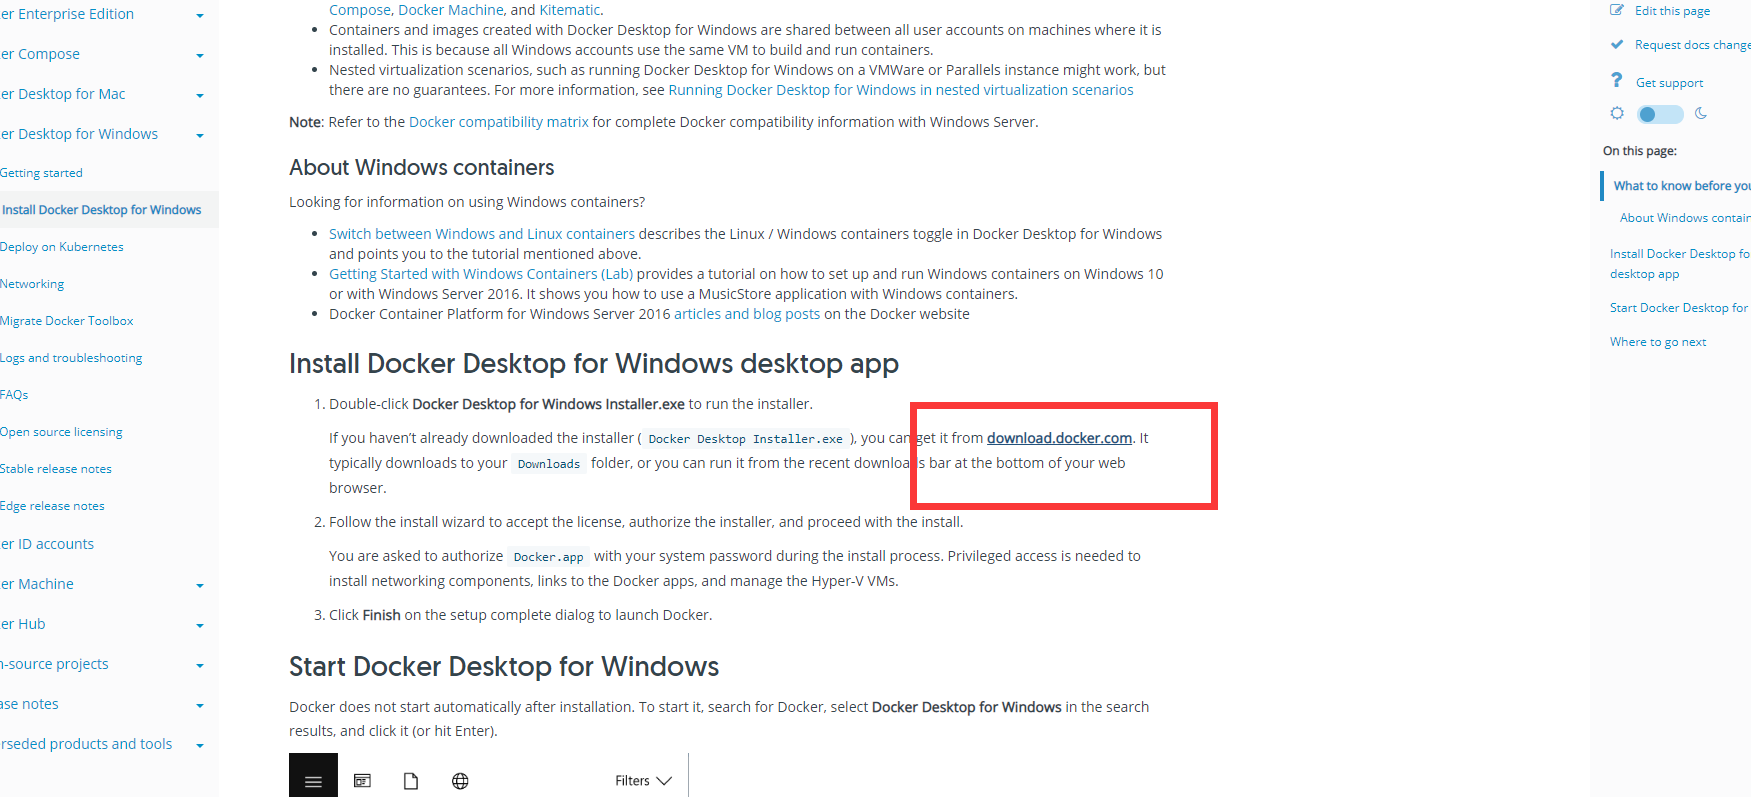 er Enterprise Edition
er Compose
er Desktop for Mac
er Desktop for Windows
Getting started
Install Docker Desktop for Windows
Deploy on Kubernetes
Networking
Migrate Docker Toolbox
Logs and troubleshooting
FAQs
Open source licensing
Stable release notes
Edge release notes
er ID accounts
er Machine
er Hub
n-source projects
ase notes
rseded products and tools
Compose, Docker Machine, and Kitematic.
• Containers and images created with Docker Desktop for Windows are shared between all user accounts on machines where it is
installed. This is because all Windows accounts use the same VM to build and run containers.
• Nested virtualization scenarios, such as running Docker Desktop for Windows on a VMWare or Parallels instance might work, but
there are no guarantees. For more information, see Running Docker Desktop for Windows in nested virtualization scenarios
Note: Refer to the Docker compatibility matrix for complete Docker compatibility information with Windows Server.
About Windows containers
Looking for information on using Windows containers?
• Switch between Windows and Linux containers describes the Linux / Windows containers toggle in Docker Desktop for Windows
and points you to the tutorial mentioned above.
• Getting Started with Windows Containers (Lab) provides a tutorial on how to set up and run Windows containers on Windows 10
or with Windows Server 2016. It shows you how to use a MusicStore application with Windows containers.
• Docker Container Platform for Windows Server 2016 articles and blog posts on the Docker website
Install Docker Desktop for Windows desktop app
1. Double-click Docker Desktop for Windows Installer.exe to run the installer.
If you haven’t already downloaded the installer ( Docker Desktop Installer.exe ), you can get it from download.docker.com. It
typically downloads to your Downloads folder, or you can run it from the recent downloads bar at the bottom of your web
browser.
2. Follow the install wizard to accept the license, authorize the installer, and proceed with the install.
You are asked to authorize Docker.app with your system password during the install process. Privileged access is needed to
install networking components, links to the Docker apps, and manage the Hyper-V VMs.
3. Click Finish on the setup complete dialog to launch Docker.
Start Docker Desktop for Windows
Docker does not start automatically after installation. To start it, search for Docker, select Docker Desktop for Windows in the search
results, and click it (or hit Enter).
Filters
Edit this page
Request docs change
Get support
On this page:
What to know before you
About Windows contain
Install Docker Desktop fo
desktop app
Start Docker Desktop for
Where to go next